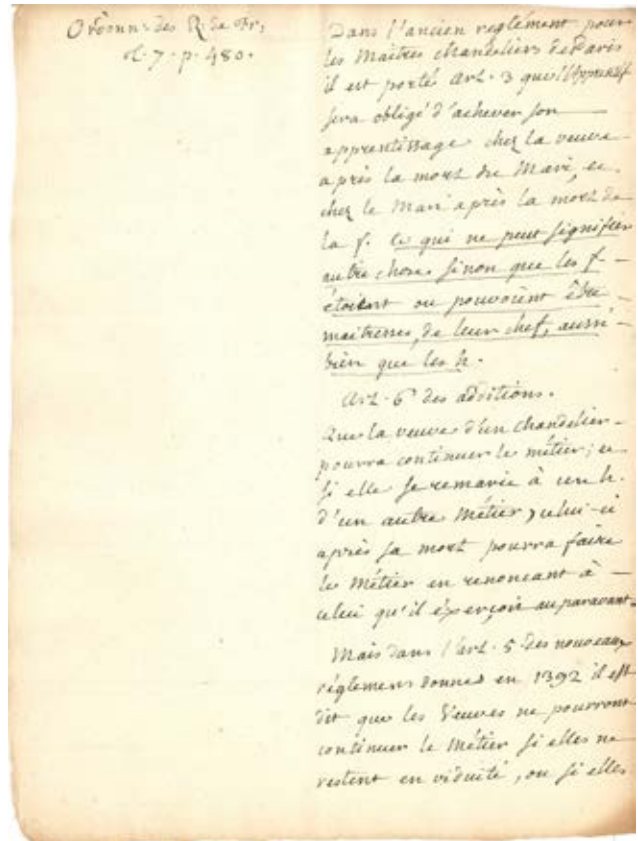 Ordonn. des R. de Fr.
t. 7. p. 480.
Dans l'ancien reglement pour
les Maitres chandeliers de Paris
il est porté art. 3 que l'Apprentif
sera obligé d'achever son
apprentissage chez la veuve
après la mort du Mari, et
chez le Mari après la mort de
la f. Ce qui ne peut signifier
autre chose sinon que les f
étoient ou pouvoient être
maitresses, de leur chef, aussi
bien que les h.
Art. 6 des additions.
Que la veuve d'un chandelier
pourra continuer le métier; et
si elle se remarie à un h.
d'un autre Métier, celui-ci
après sa mort pourra faire
le Métier en renonçant à
celui qu'il éxerçoit auparavant.
Mais dans l'art. 5 des nouveaux
réglemens donnés en 1392 il est
dit que les Veuves ne pourront
continuer le Métier si elles ne
restent en viduité, ou si elles